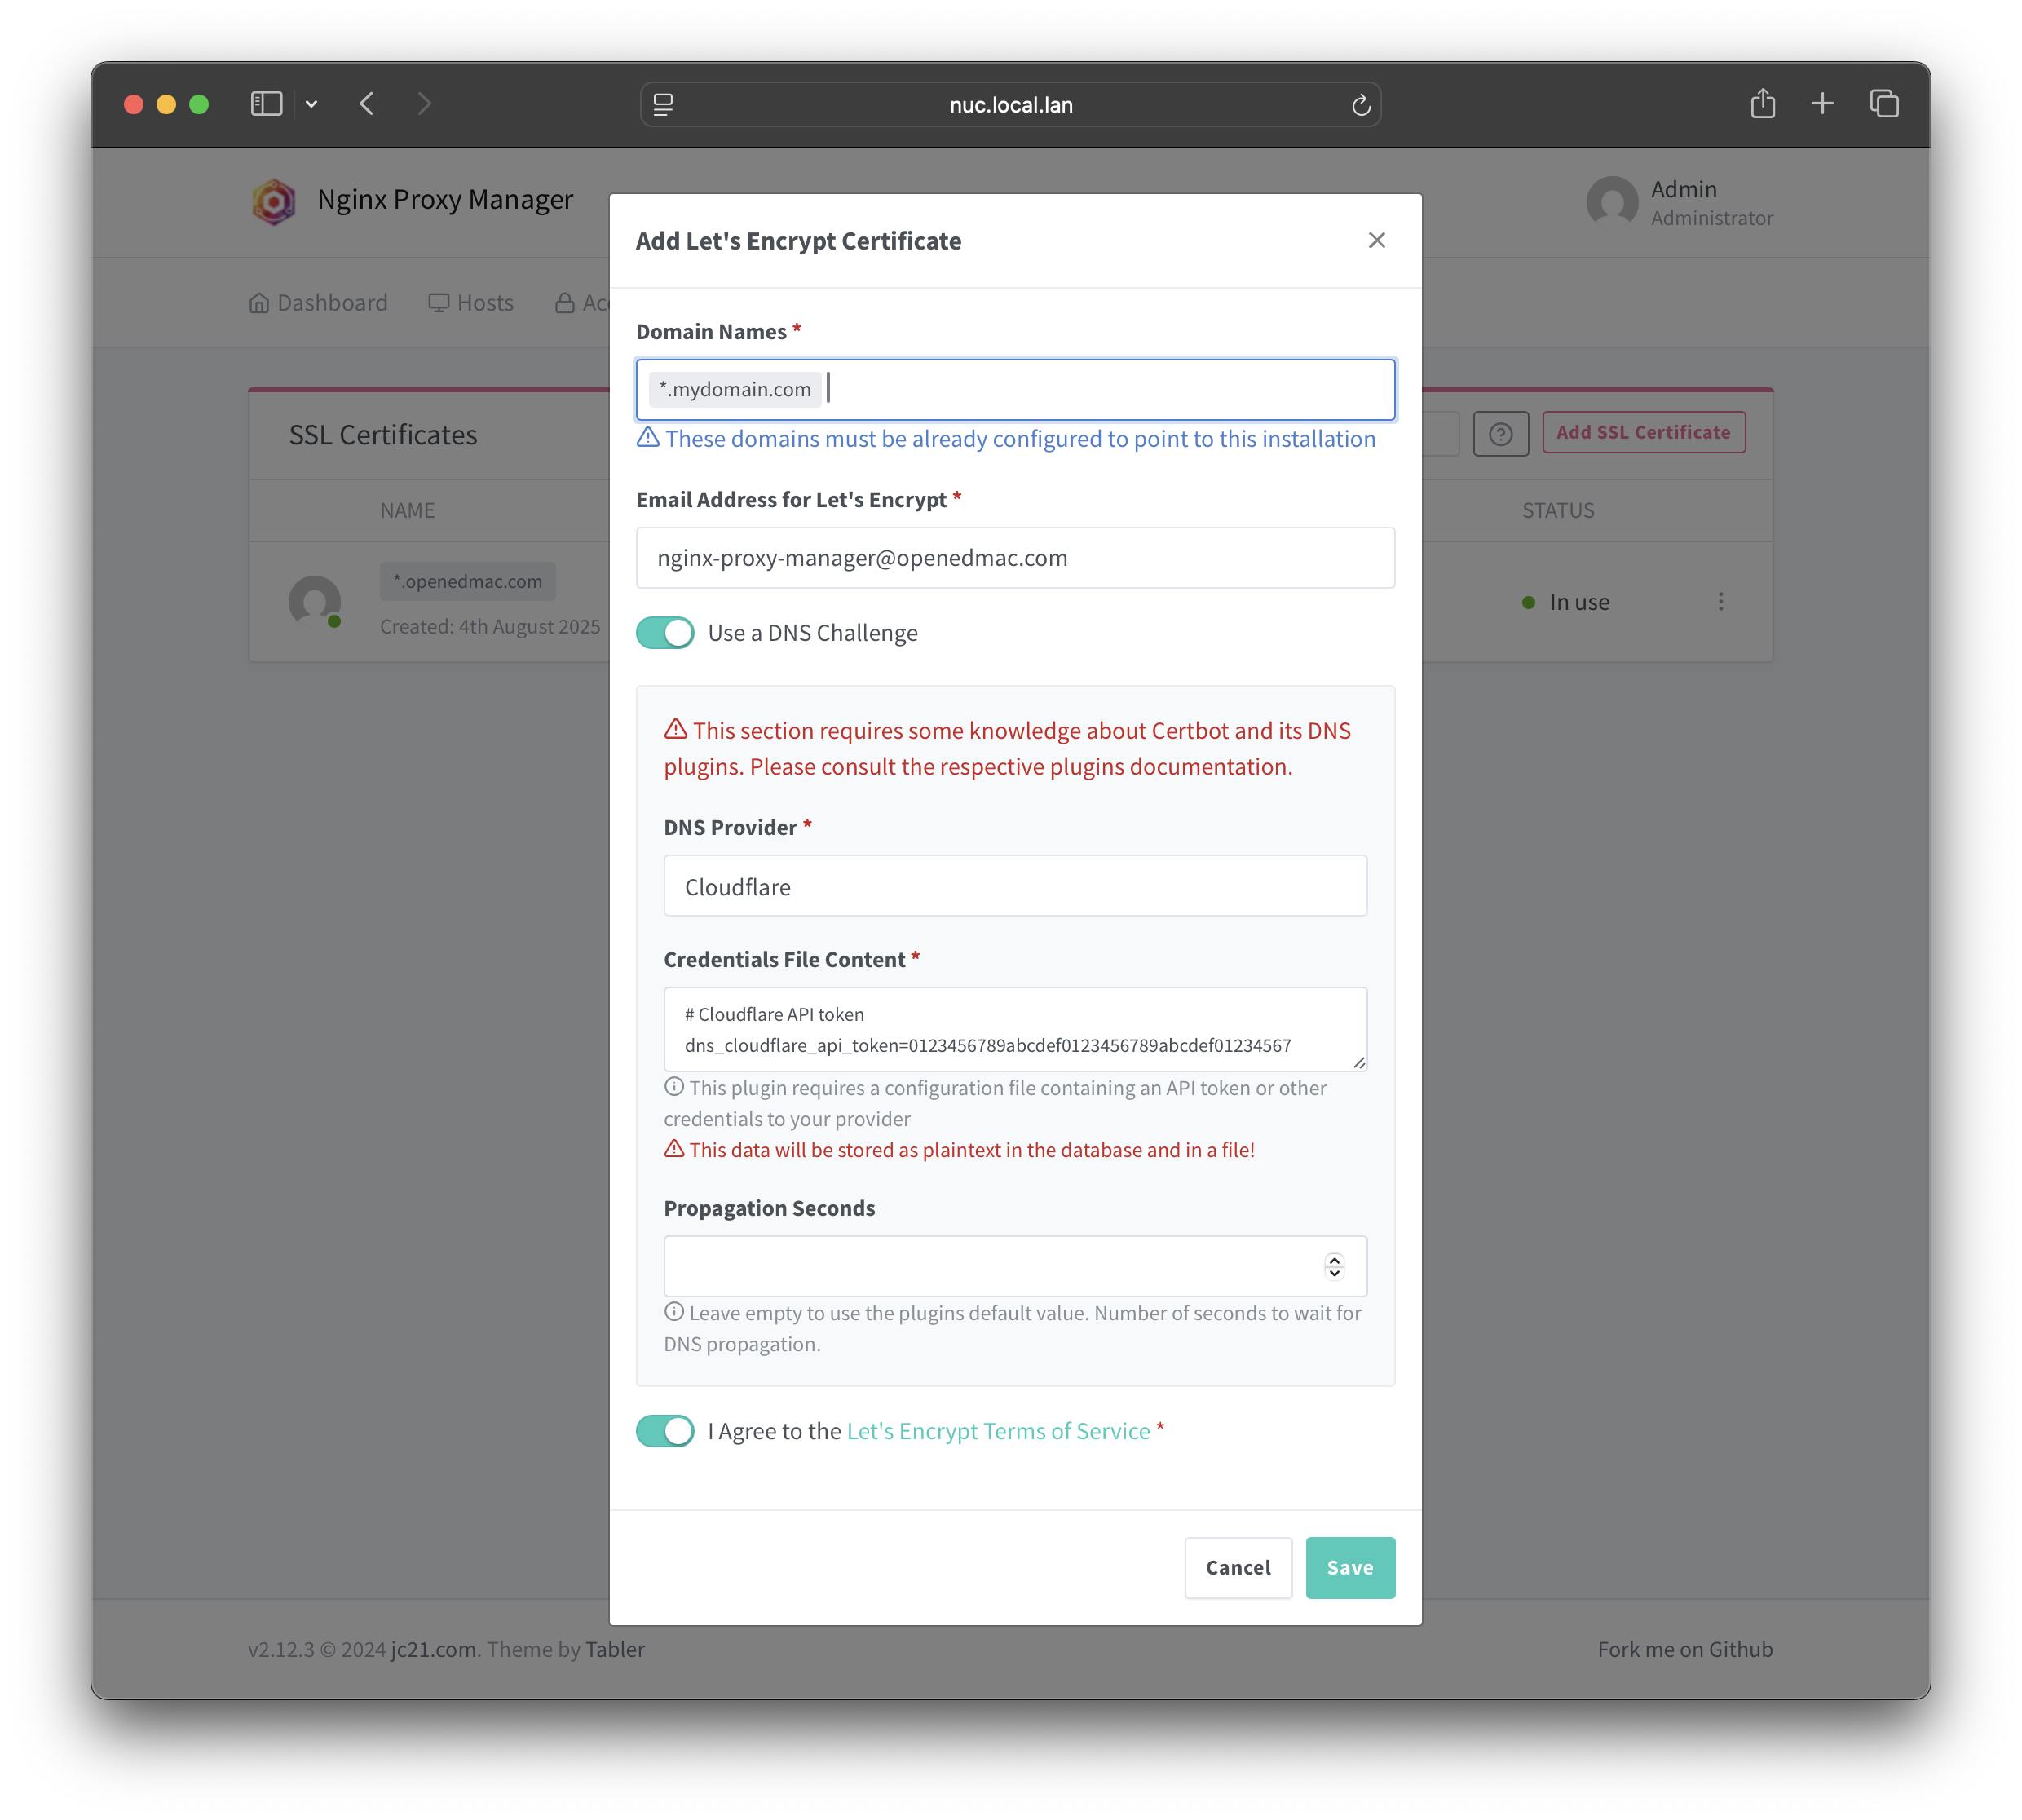 nuc.local.lan
Nginx Proxy Manager
Admin
Administrator
Dashboard
Hosts
SSL Certificates
Add SSL Certificate
NAME
STATUS
*.openedmac.com
Created: 4th August 2025
In use
Add Let's Encrypt Certificate
Domain Names *
*.mydomain.com
These domains must be already configured to point to this installation
Email Address for Let's Encrypt *
nginx-proxy-manager@openedmac.com
Use a DNS Challenge
This section requires some knowledge about Certbot and its DNS
plugins. Please consult the respective plugins documentation.
DNS Provider *
Cloudflare
Credentials File Content *
# Cloudflare API token
dns_cloudflare_api_token=0123456789abcdef0123456789abcdef01234567
This plugin requires a configuration file containing an API token or other
credentials to your provider
This data will be stored as plaintext in the database and in a file!
Propagation Seconds
Leave empty to use the plugins default value. Number of seconds to wait for
DNS propagation.
I Agree to the Let's Encrypt Terms of Service *
Cancel
Save
v2.12.3 © 2024 jc21.com. Theme by Tabler
Fork me on Github